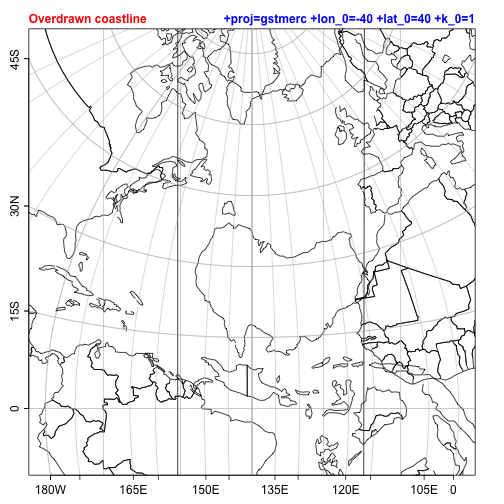 Overdrawn coastline +proj=gstmerc +lon_0=-40 +lat_0=40 +k_0=1
45S
30N
15S
0
180W 165W 150E 135E 120E 105E 0